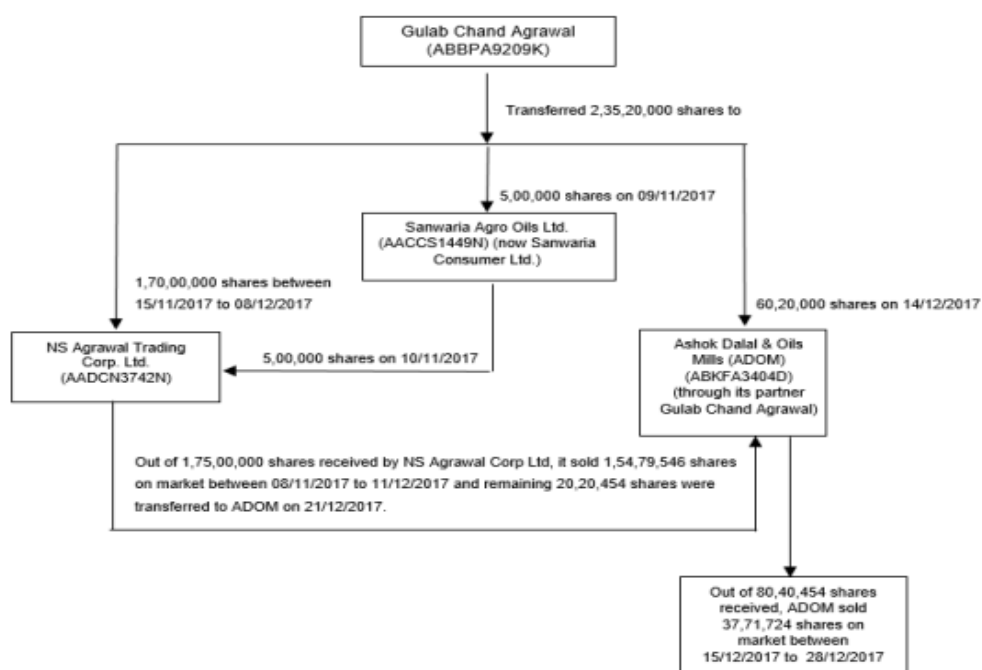 Gulab Chand Agrawal
(ABBPA9209K)
Transferred 2,35,20,000 shares to
5,00,000 shares on 09/11/2017
Sanwaria Agro Oils Ltd.
(AACCS1449N) (now Sanwaria
Consumer Ltd.)
1,70,00,000 shares between
15/11/2017 to 08/12/2017
60,20,000 shares on 14/12/2017
NS Agrawal Trading
Corp. Ltd.
(AADCN3742N)
5,00,000 shares on 10/11/2017
Ashok Dalal & Oils
Mills (ADOM)
(ABKFA3404D)
(through its partner
Gulab Chand Agrawal)
Out of 1,75,00,000 shares received by NS Agrawal Corp Ltd, it sold 1,54,79,546 shares
on market between 08/11/2017 to 11/12/2017 and remaining 20,20,454 shares were
transferred to ADOM on 21/12/2017.
Out of 80,40,454 shares
received, ADOM sold
37,71,724 shares on
market between
15/12/2017 to 28/12/2017